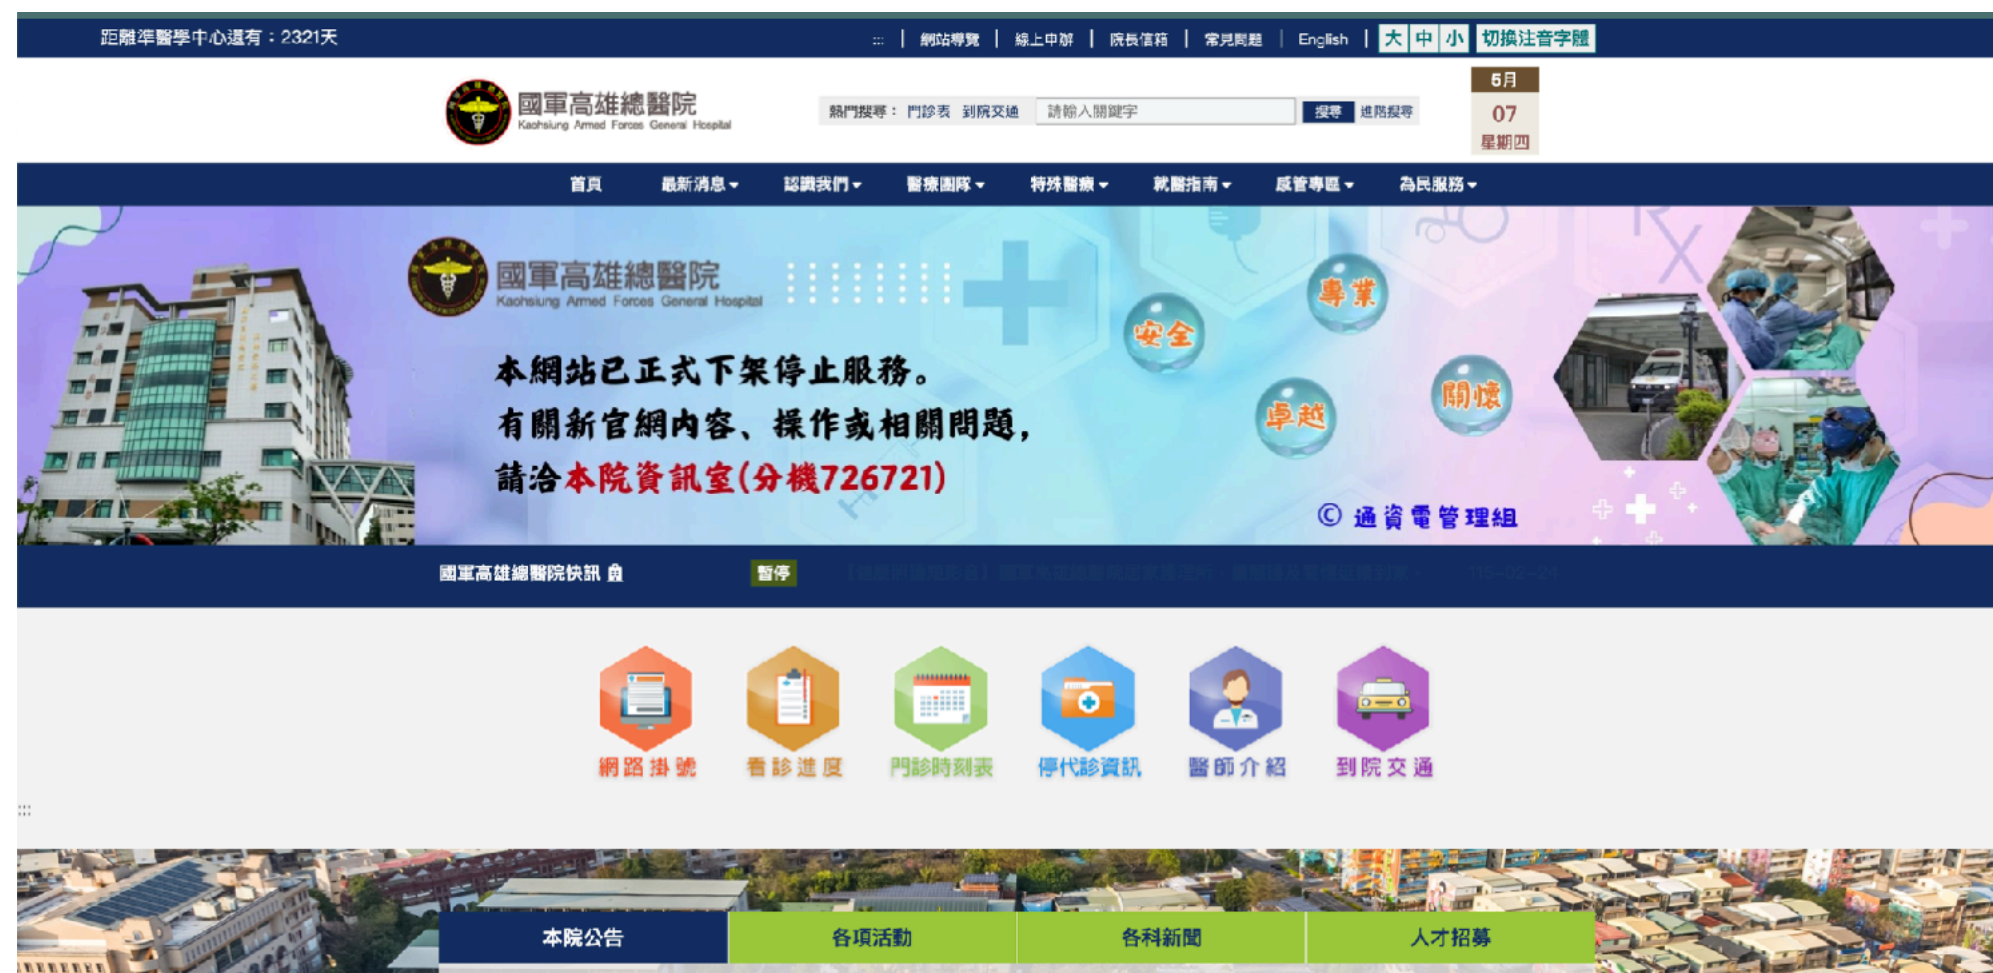 距離準醫學中心還有：2321天
:::
網站導覽
線上申辦
院長信箱
常見問題
English
大 中 小
切換注音字體
國軍高雄總醫院
Kaohsiung Armed Forces General Hospital
熱門搜尋： 門診表 到院交通
請輸入關鍵字
搜尋
進階搜尋
5月
07
星期四
首頁
最新消息
認識我們
醫療團隊
特殊醫療
就醫指南
感管專區
為民服務
國軍高雄總醫院
Kaohsiung Armed Forces General Hospital
專業
安全
關懷
卓越
本網站已正式下架停止服務。
有關新官網內容、操作或相關問題，
請洽本院資訊室(分機726721)
© 通資電管理組
國軍高雄總醫院快訊
暫停
網路掛號
看診進度
門診時刻表
停代診資訊
醫師介紹
到院交通
:::
本院公告
各項活動
各科新聞
人才招募